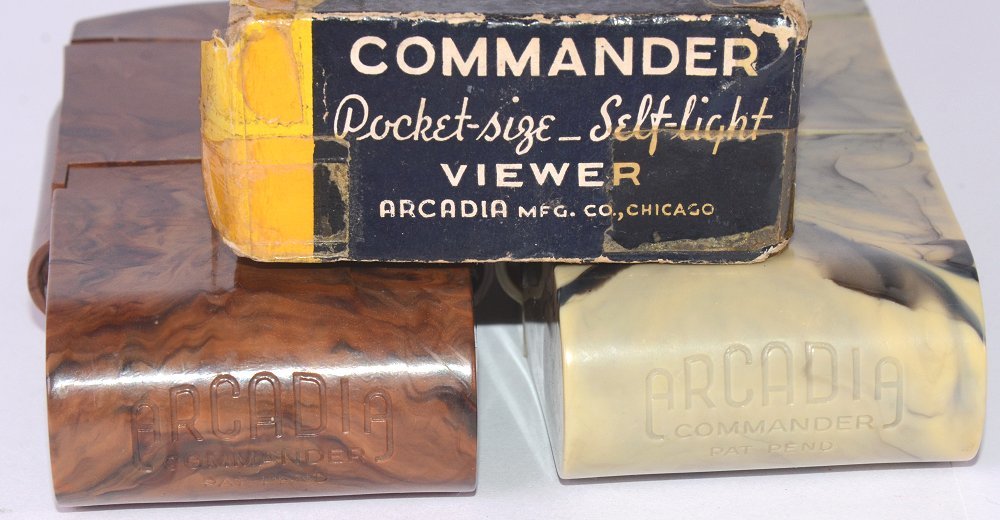 COMMANDER
Pocket-size - Self-light
VIEWER
ARCADIA MFG. CO., CHICAGO
ARCADIA
COMMANDER
PAT PEND
ARCADIA
COMMANDER
PAT PEND